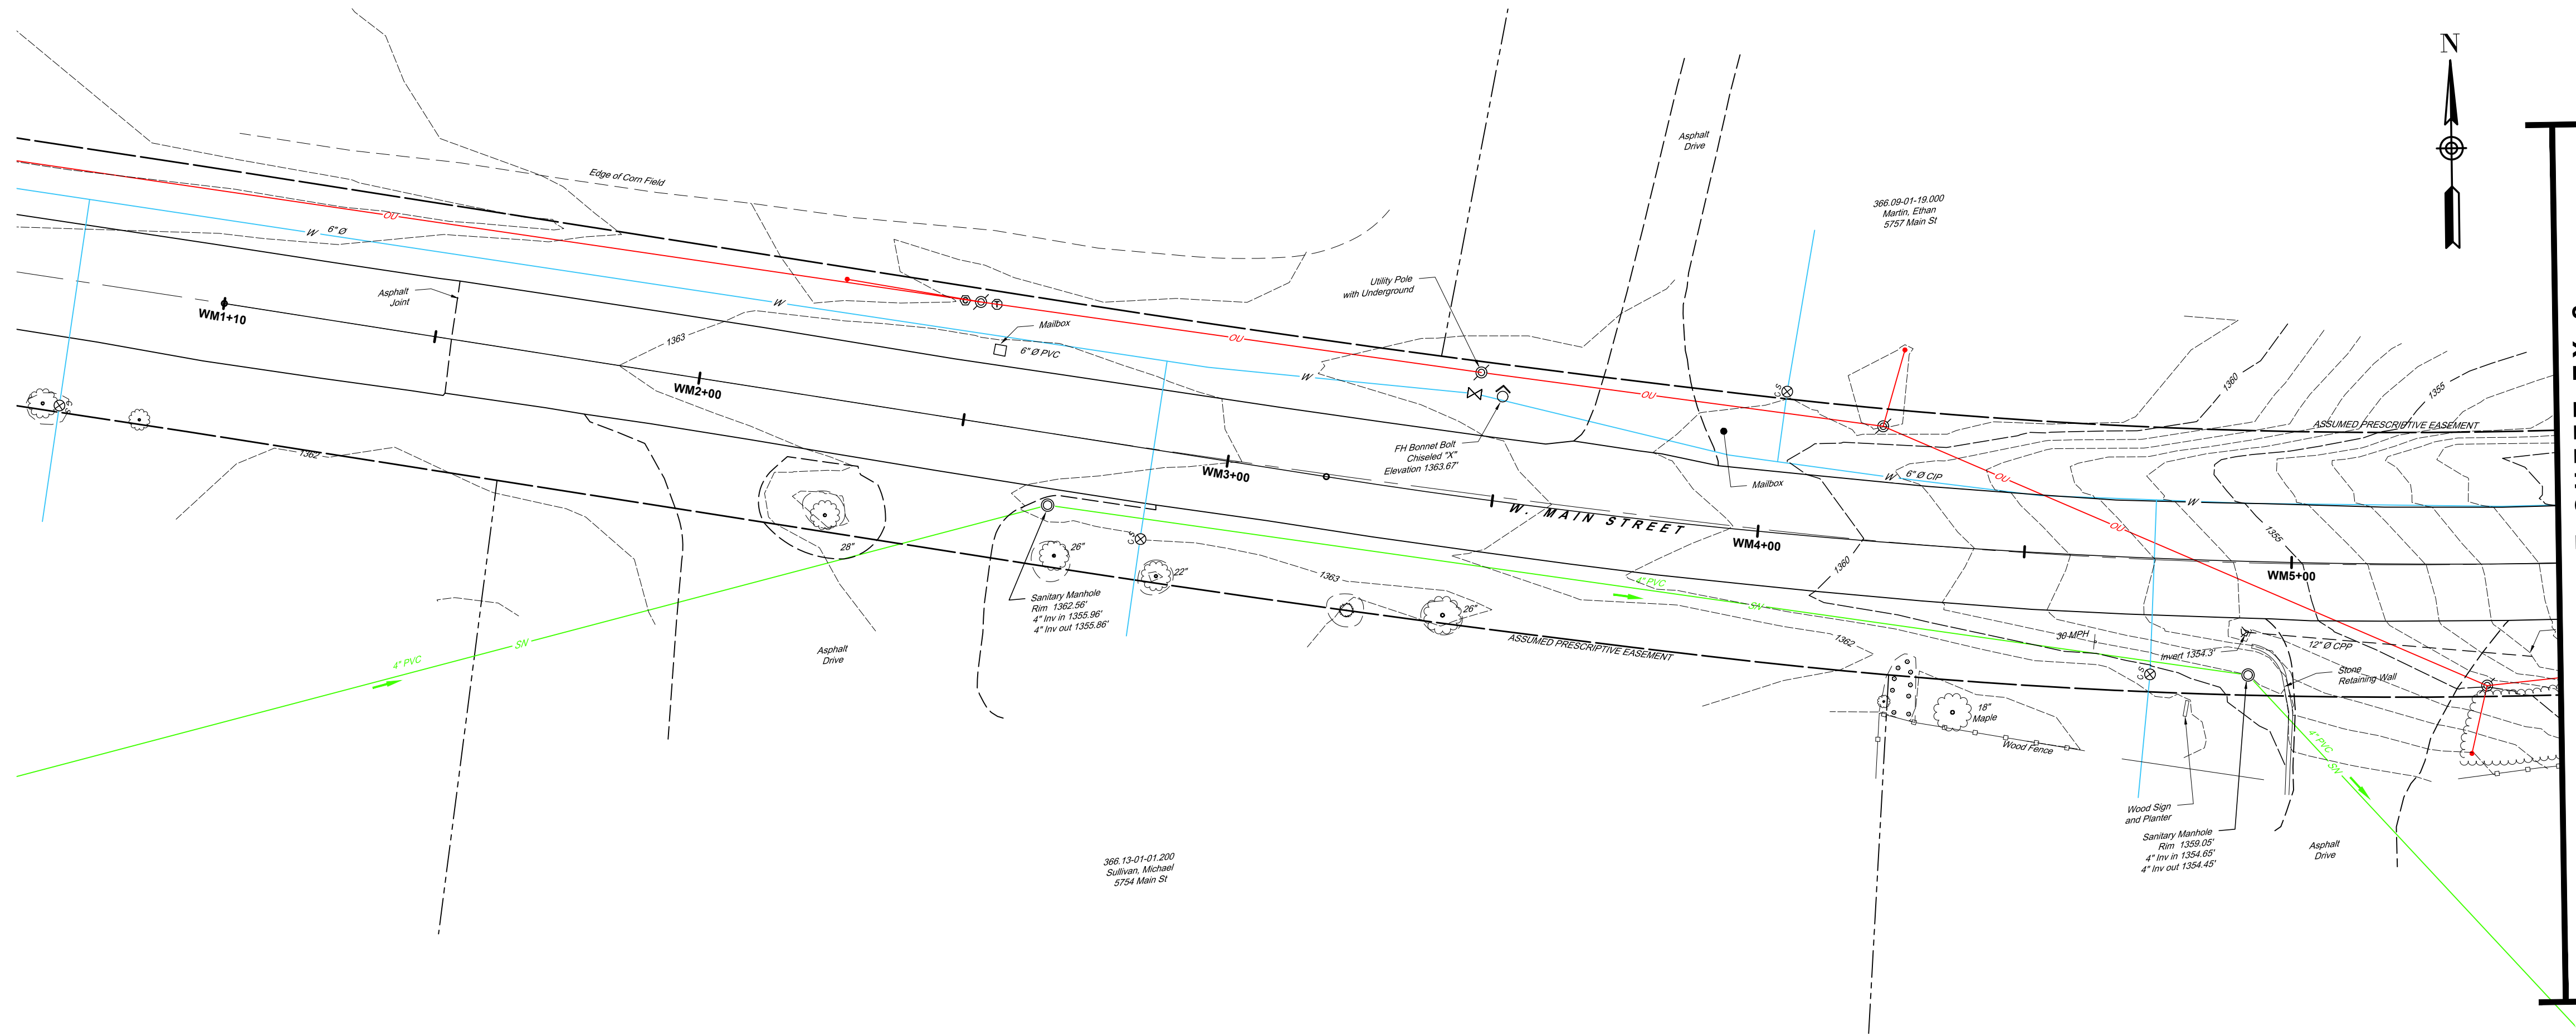 N
Asphalt
Drive
Edge of Corn Field
366.09-01-19.000
Martin, Ethan
5757 Main St
OU
W
6" Ø
Asphalt
Joint
WM1+10
Utility Pole
with Underground
Mailbox
W
1363
6" Ø PVC
OU
WM2+00
W
OU
CS
1360
1355
ASSUMED PRESCRIPTIVE EASEMENT
FH Bonnet Bolt
Chiseled "X"
Elevation 1363.67'
Mailbox
CS
1362
WM3+00
W
6" Ø CIP
OU
W
OU
W. MAIN STREET
WM4+00
1355
28"
26"
CS
22"
1363
1360
WM5+00
4" PVC
SN
Sanitary Manhole
Rim 1362.56'
4" Inv in 1355.96'
4" Inv out 1355.86'
26"
ASSUMED PRESCRIPTIVE EASEMENT
1362
30 MPH
Invert 1354.3'
12" Ø CPP
Stone
Retaining Wall
CS
SN
4" PVC
Asphalt
Drive
18"
Maple
Wood Fence
4" PVC
SN
Wood Sign
and Planter
Sanitary Manhole
Rim 1359.05'
4" Inv in 1354.65'
4" Inv out 1354.45'
Asphalt
Drive
366.13-01-01.200
Sullivan, Michael
5754 Main St